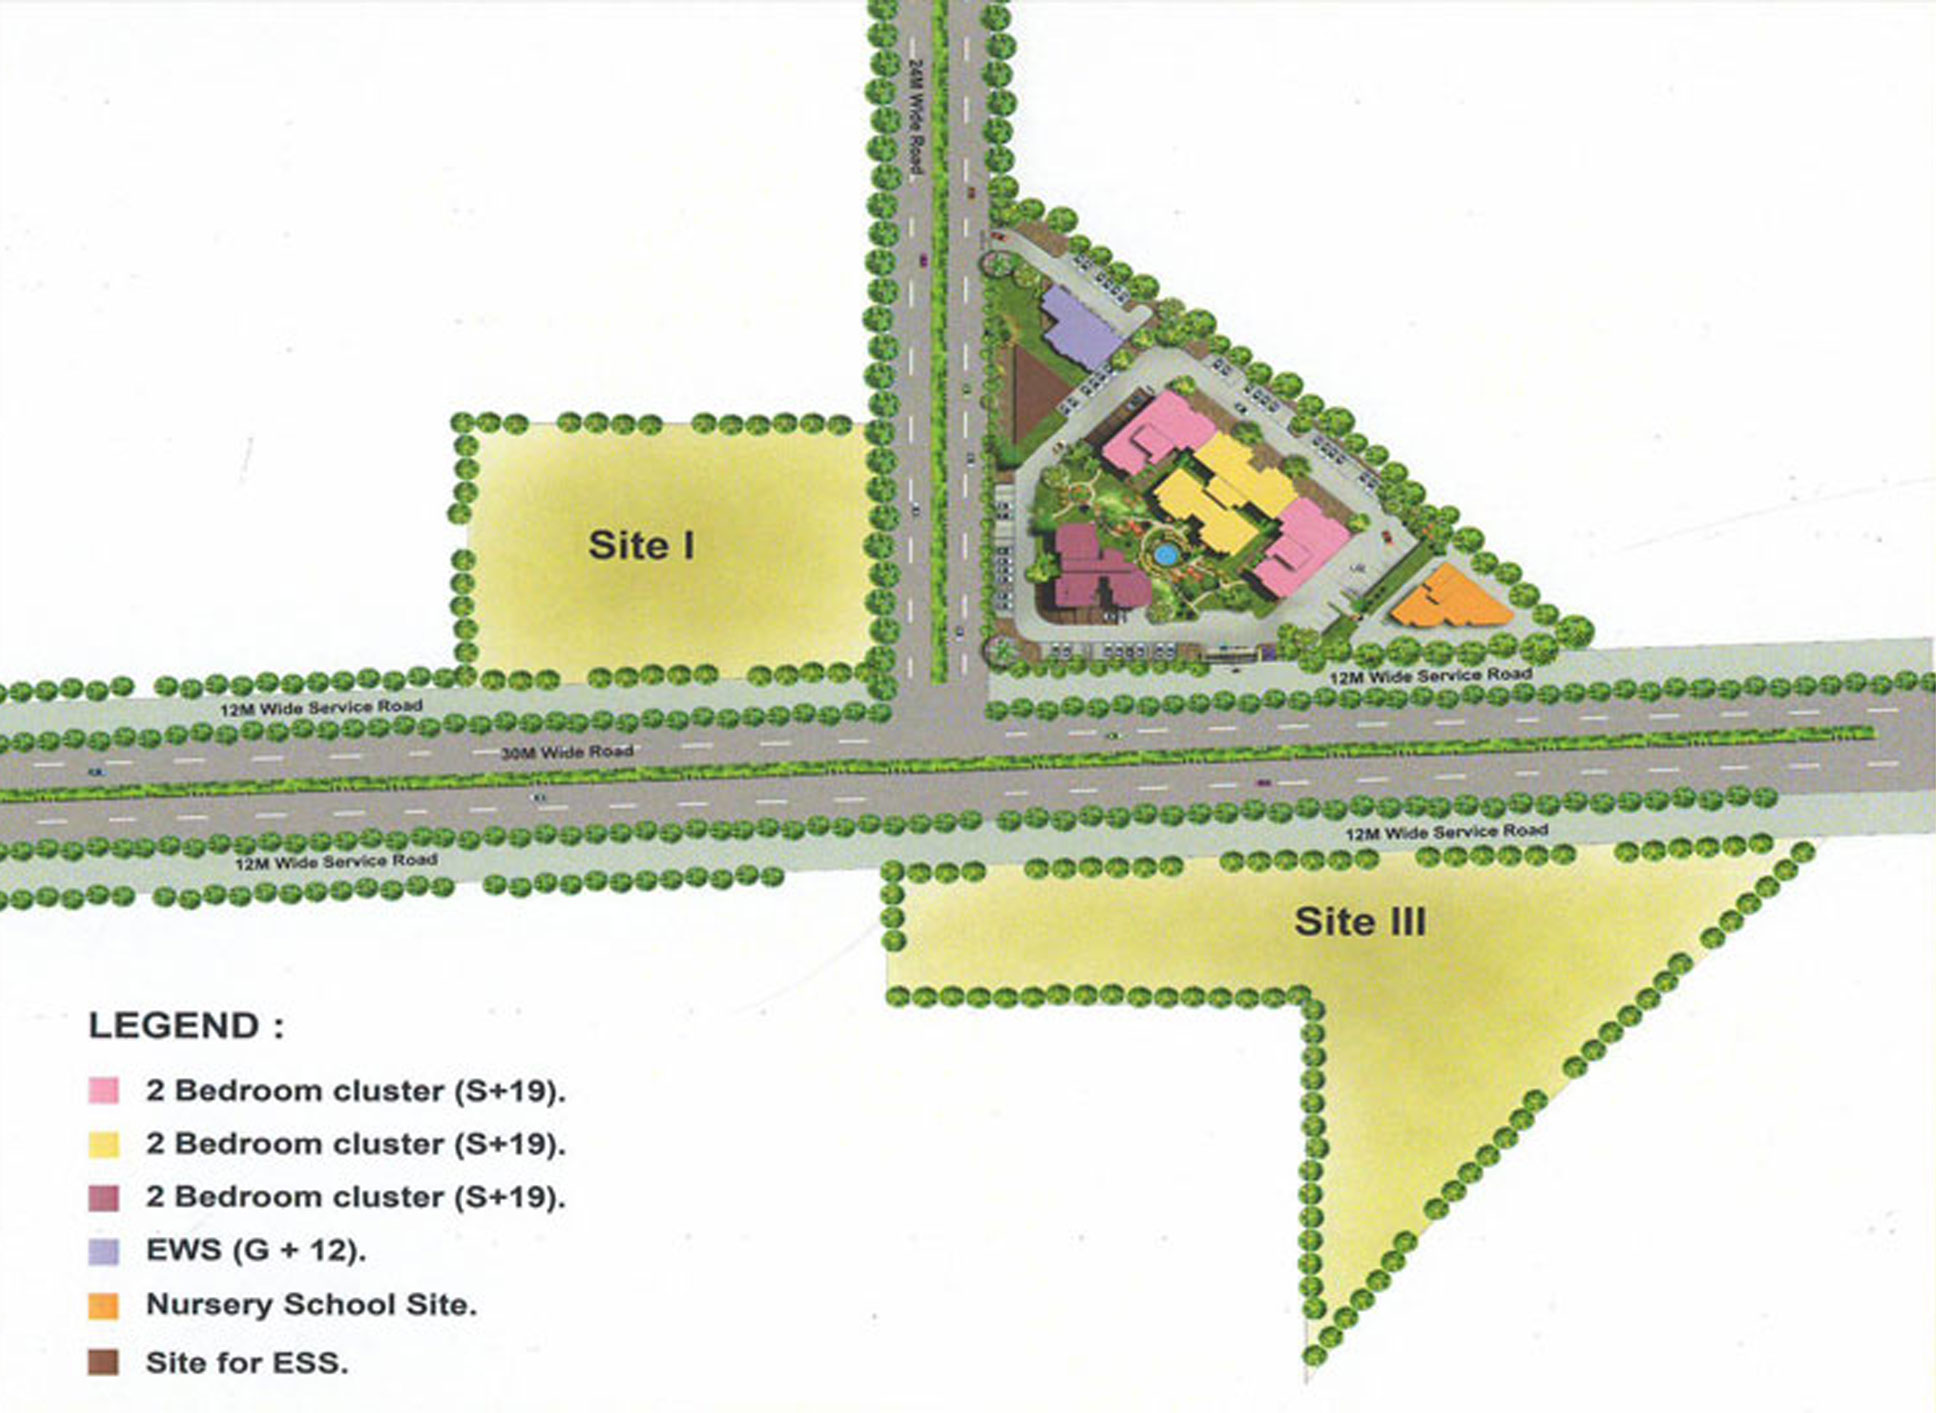 24M Wide Road
Site I
12M Wide Service Road
12M Wide Service Road
30M Wide Road
12M Wide Service Road
12M Wide Service Road
Site III
LEGEND :
2 Bedroom cluster (S+19).
2 Bedroom cluster (S+19).
2 Bedroom cluster (S+19).
EWS (G + 12).
Nursery School Site.
Site for ESS.